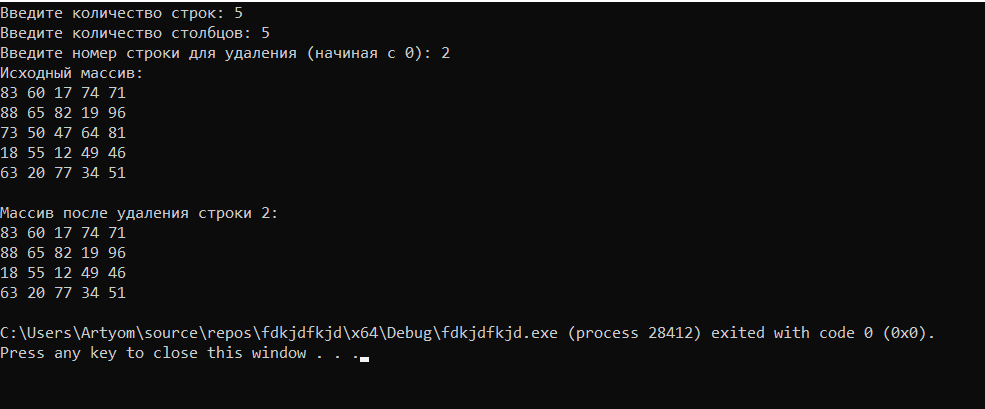 Введите количество строк: 5
Введите количество столбцов: 5
Введите номер строки для удаления (начиная с 0): 2
Исходный массив:
83 60 17 74 71
88 65 82 19 96
73 50 47 64 81
18 55 12 49 46
63 20 77 34 51
Массив после удаления строки 2:
83 60 17 74 71
88 65 82 19 96
18 55 12 49 46
63 20 77 34 51
C:\Users\Artyom\source\repos\fdkjdfkjd\x64\Debug\fdkjdfkjd.exe (process 28412) exited with code 0 (0x0).
Press any key to close this window . . .